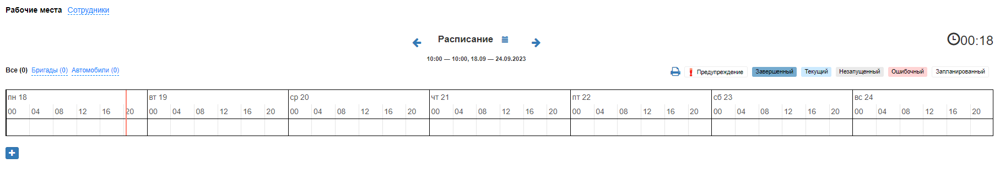 Рабочие места Сотрудники
Расписание
00:18
10:00 — 10:00, 18.09 — 24.09.2023
Все (0) Бригады (0) Автомобили (0)
Предупреждение Завершенный Текущий Незапущенный Ошибочный Запланированный
пн 18 вт 19 ср 20 чт 21 пт 22 сб 23 вс 24
00 04 08 12 16 20 00 04 08 12 16 20 00 04 08 12 16 20 00 04 08 12 16 20 00 04 08 12 16 20 00 04 08 12 16 20 00 04 08 12 16 20